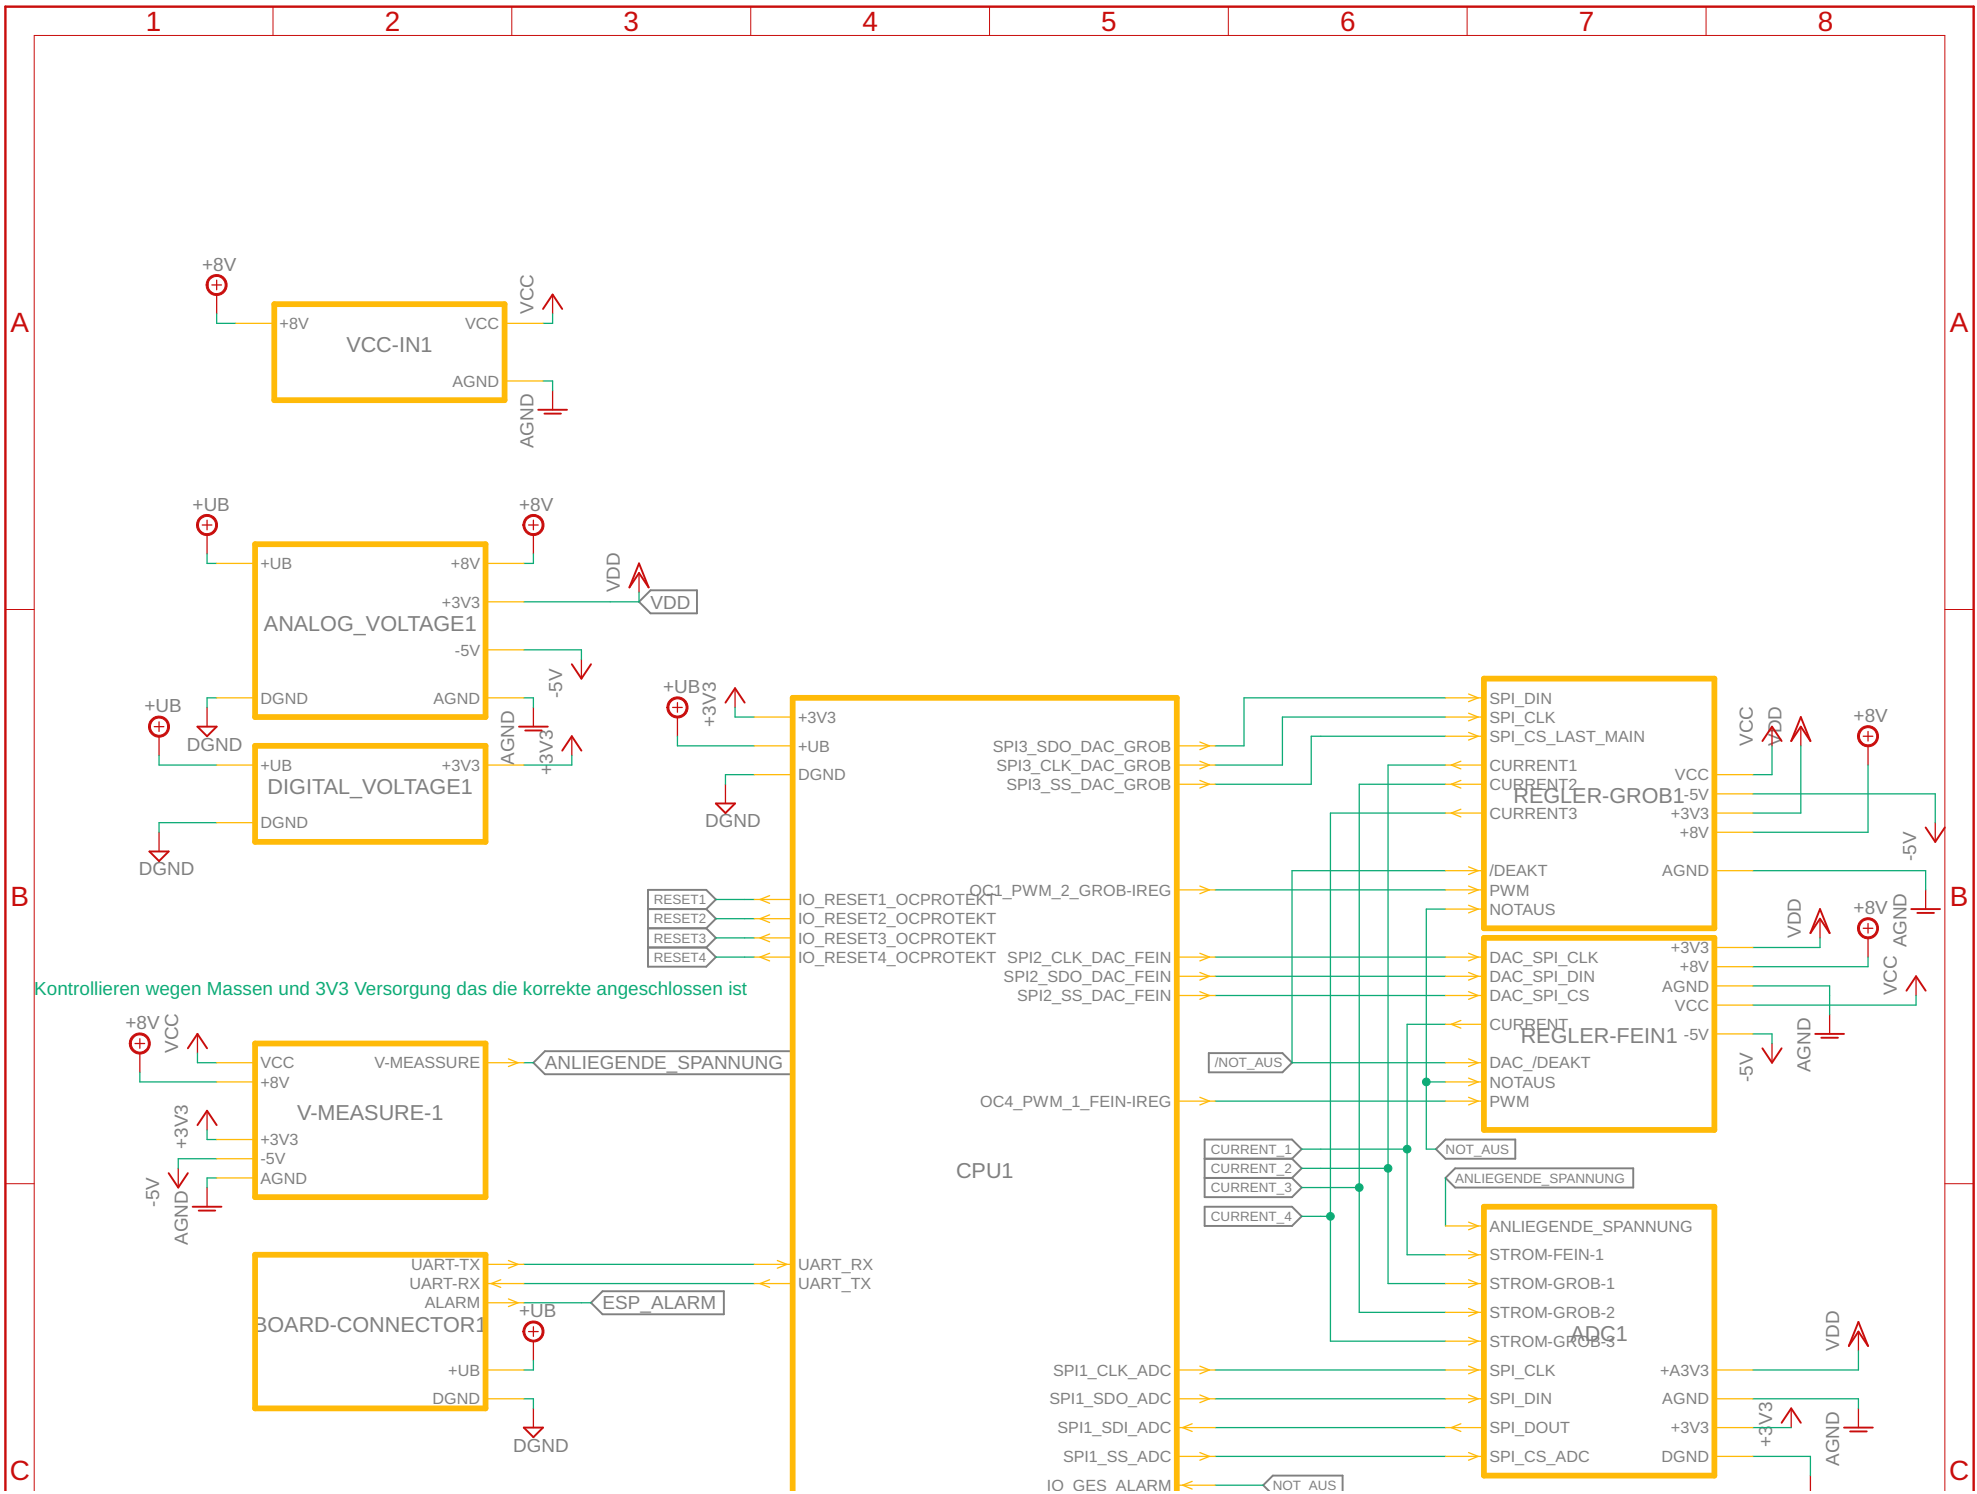 1 2 3 4 5 6 7 8
A A
+8V
VCC
+8V VCC
VCC-IN1
AGND
AGND
+UB +8V
+UB +8V
VDD
+3V3 VDD
ANALOG_VOLTAGE1
-5V
-5V
DGND AGND
DGND AGND
+UB
+3V3
+UB +3V3
DIGITAL_VOLTAGE1
DGND
DGND
+UB +3V3
+3V3
+UB
DGND
DGND
SPI3_SDO_DAC_GROB
SPI3_CLK_DAC_GROB
SPI3_SS_DAC_GROB
SPI_DIN
SPI_CLK
SPI_CS_LAST_MAIN
CURRENT1
CURRENT2
CURRENT3
REGLER-GROB1
VCC
-5V
+3V3
+8V
AGND
VCC VDD +8V
-5V
AGND
/DEAKT
PWM
NOTAUS
B B
RESET1 IO_RESET1_OCPROTEKT
RESET2 IO_RESET2_OCPROTEKT
RESET3 IO_RESET3_OCPROTEKT
RESET4 IO_RESET4_OCPROTEKT
OC1_PWM_2_GROB-IREG
SPI2_CLK_DAC_FEIN
SPI2_SDO_DAC_FEIN
SPI2_SS_DAC_FEIN
DAC_SPI_CLK
DAC_SPI_DIN
DAC_SPI_CS
CURRENT
REGLER-FEIN1
DAC_/DEAKT
NOTAUS
PWM
+3V3
+8V
AGND
VCC
-5V
VDD +8V
VCC
AGND
-5V
Kontrollieren wegen Massen und 3V3 Versorgung das die korrekte angeschlossen ist
+8V VCC
VCC V-MEASSURE ANLIEGENDE_SPANNUNG
+8V
V-MEASURE-1
+3V3
+3V3
-5V
AGND
-5V
AGND
/NOT_AUS
OC4_PWM_1_FEIN-IREG
CPU1
CURRENT_1
CURRENT_2
CURRENT_3
CURRENT_4
NOT_AUS
ANLIEGENDE_SPANNUNG
UART-TX UART_RX
UART-RX UART_TX
ALARM ESP_ALARM
BOARD-CONNECTOR1
+UB
+UB
DGND
DGND
ANLIEGENDE_SPANNUNG
STROM-FEIN-1
STROM-GROB-1
STROM-GROB-2
STROM-GROB-3
ADC1
SPI1_CLK_ADC SPI_CLK +A3V3
SPI1_SDO_ADC SPI_DIN AGND
SPI1_SDI_ADC SPI_DOUT +3V3
SPI1_SS_ADC SPI_CS_ADC DGND
VDD
+3V3
AGND
IO_GES_ALARM NOT_AUS
C C